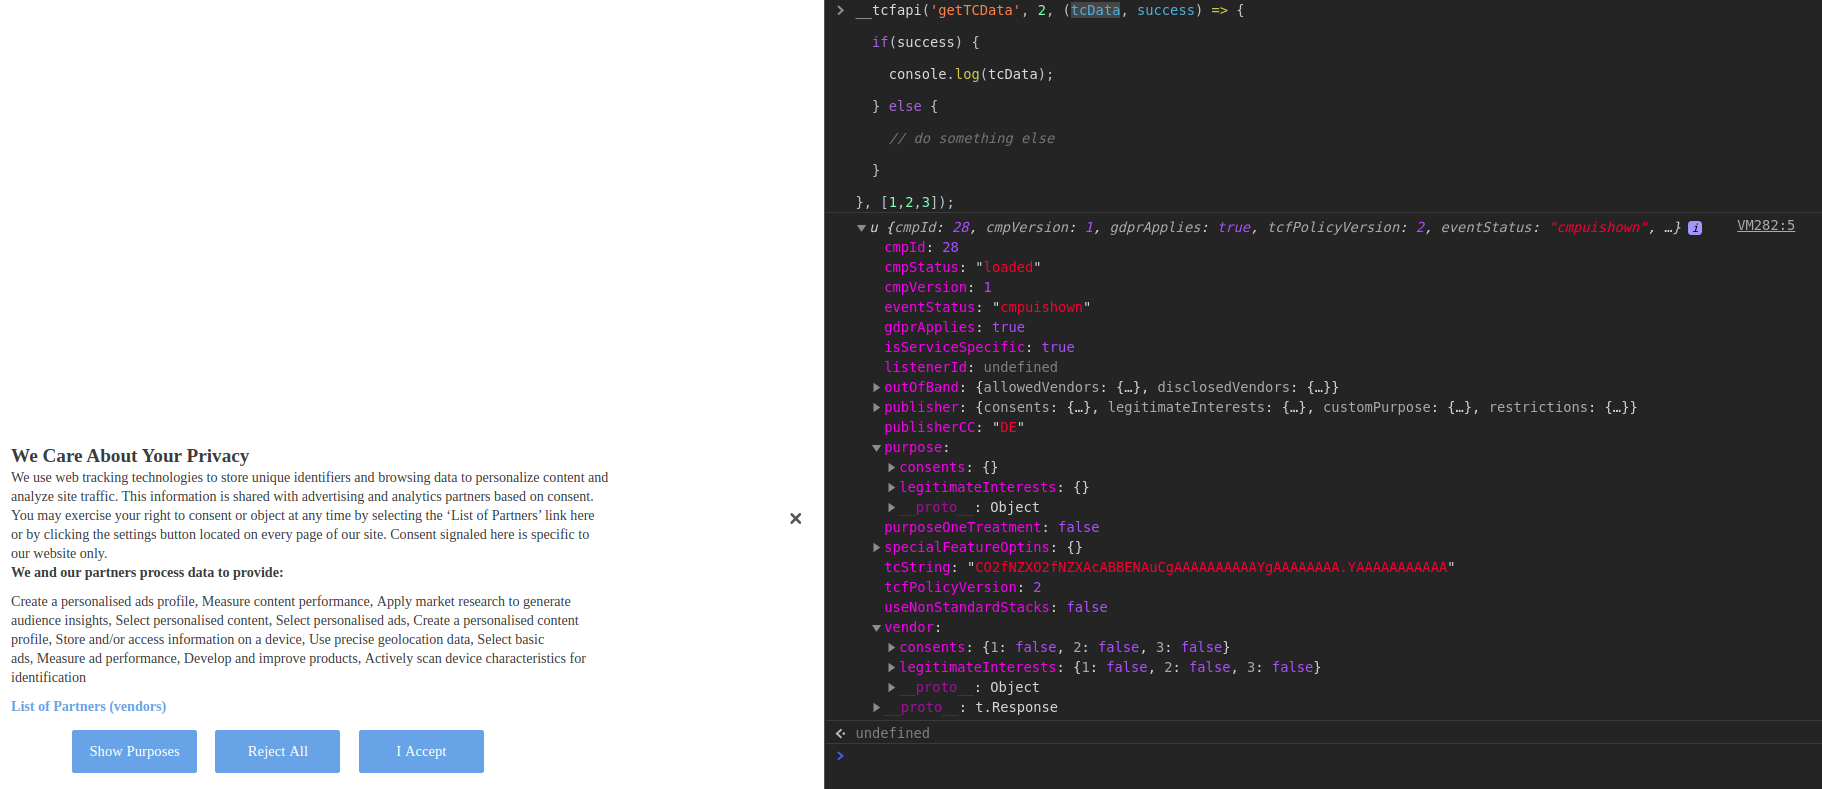 We Care About Your Privacy
We use web tracking technologies to store unique identifiers and browsing data to personalize content and
analyze site traffic. This information is shared with advertising and analytics partners based on consent.
You may exercise your right to consent or object at any time by selecting the ‘List of Partners’ link here
or by clicking the settings button located on every page of our site. Consent signaled here is specific to
our website only.
We and our partners process data to provide:
Create a personalised ads profile, Measure content performance, Apply market research to generate
audience insights, Select personalised content, Select personalised ads, Create a personalised content
profile, Store and/or access information on a device, Use precise geolocation data, Select basic
ads, Measure ad performance, Develop and improve products, Actively scan device characteristics for
identification
List of Partners (vendors)
Show Purposes Reject All I Accept
__tcfapi('getTCData', 2, (tcData, success) => {
if(success) {
console.log(tcData);
} else {
// do something else
}
}, [1,2,3]);
u {cmpId: 28, cmpVersion: 1, gdprApplies: true, tcfPolicyVersion: 2, eventStatus: "cmpuishown", …} i VM282:5
cmpId: 28
cmpStatus: "loaded"
cmpVersion: 1
eventStatus: "cmpuishown"
gdprApplies: true
isServiceSpecific: true
listenerId: undefined
outOfBand: {allowedVendors: {…}, disclosedVendors: {…}}
publisher: {consents: {…}, legitimateInterests: {…}, customPurpose: {…}, restrictions: {…}}
publisherCC: "DE"
purpose:
consents: {}
legitimateInterests: {}
__proto__: Object
purposeOneTreatment: false
specialFeatureOptins: {}
tcString: "CO2fNZXO2fNZXAcABBENAuCgAAAAAAAAAAYgAAAAAAAA.YAAAAAAAAAAA"
tcfPolicyVersion: 2
useNonStandardStacks: false
vendor:
consents: {1: false, 2: false, 3: false}
legitimateInterests: {1: false, 2: false, 3: false}
__proto__: Object
__proto__: t.Response
undefined